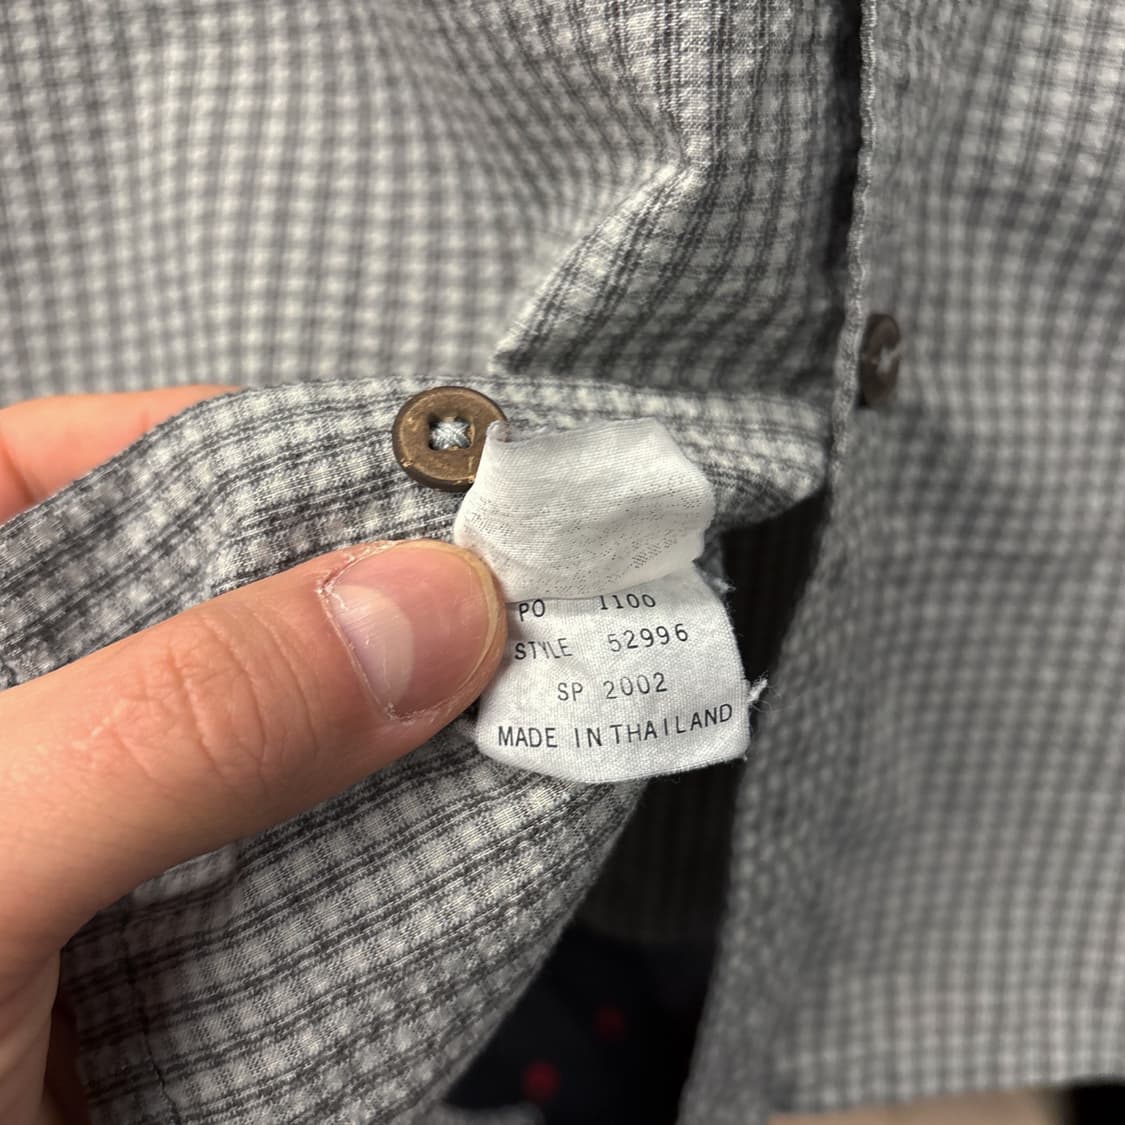 PO 1100
STYLE 52996
SP 2002
MADE IN THAILAND